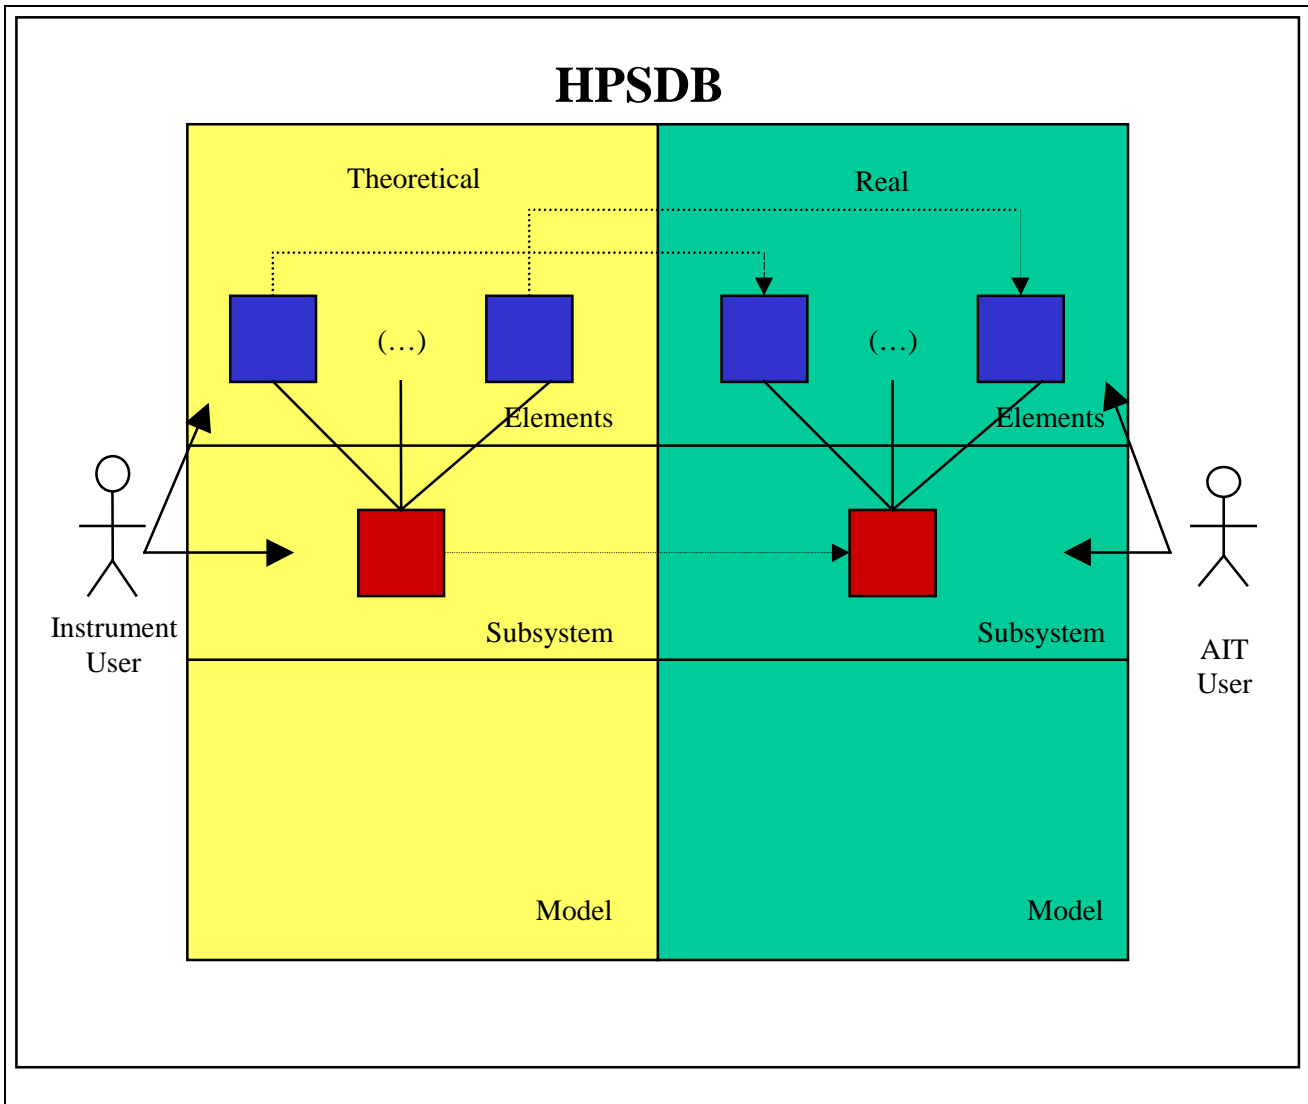 HPSDB
Theoretical
Real
(…)
(…)
Elements
Elements
Instrument
User
Subsystem
Subsystem
AIT
User
Model
Model